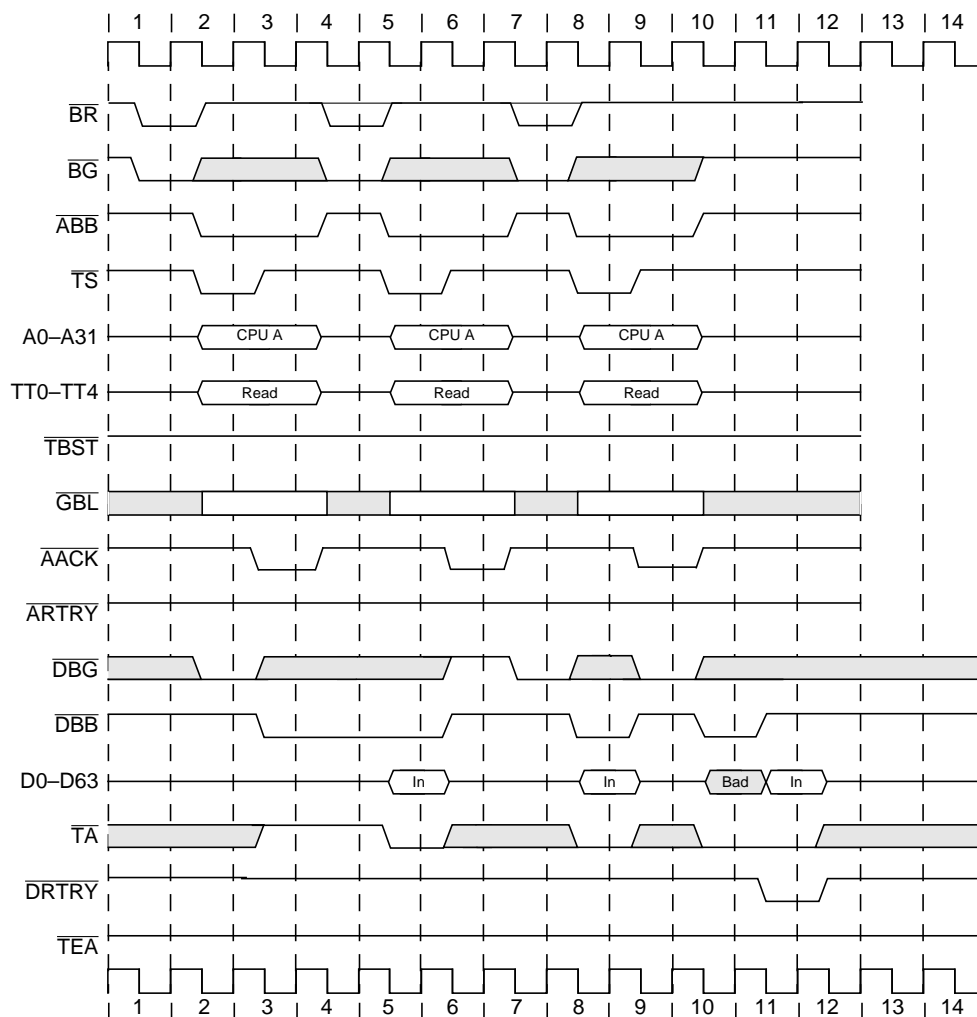 1 2 3 4 5 6 7 8 9 10 11 12 13 14
BR
BG
ABB
TS
A0–A31 CPU A CPU A CPU A
TT0–TT4 Read Read Read
TBST
GBL
AACK
ARTRY
DBG
DBB
D0–D63 In In Bad In
TA
DRTRY
TEA
1 2 3 4 5 6 7 8 9 10 11 12 13 14